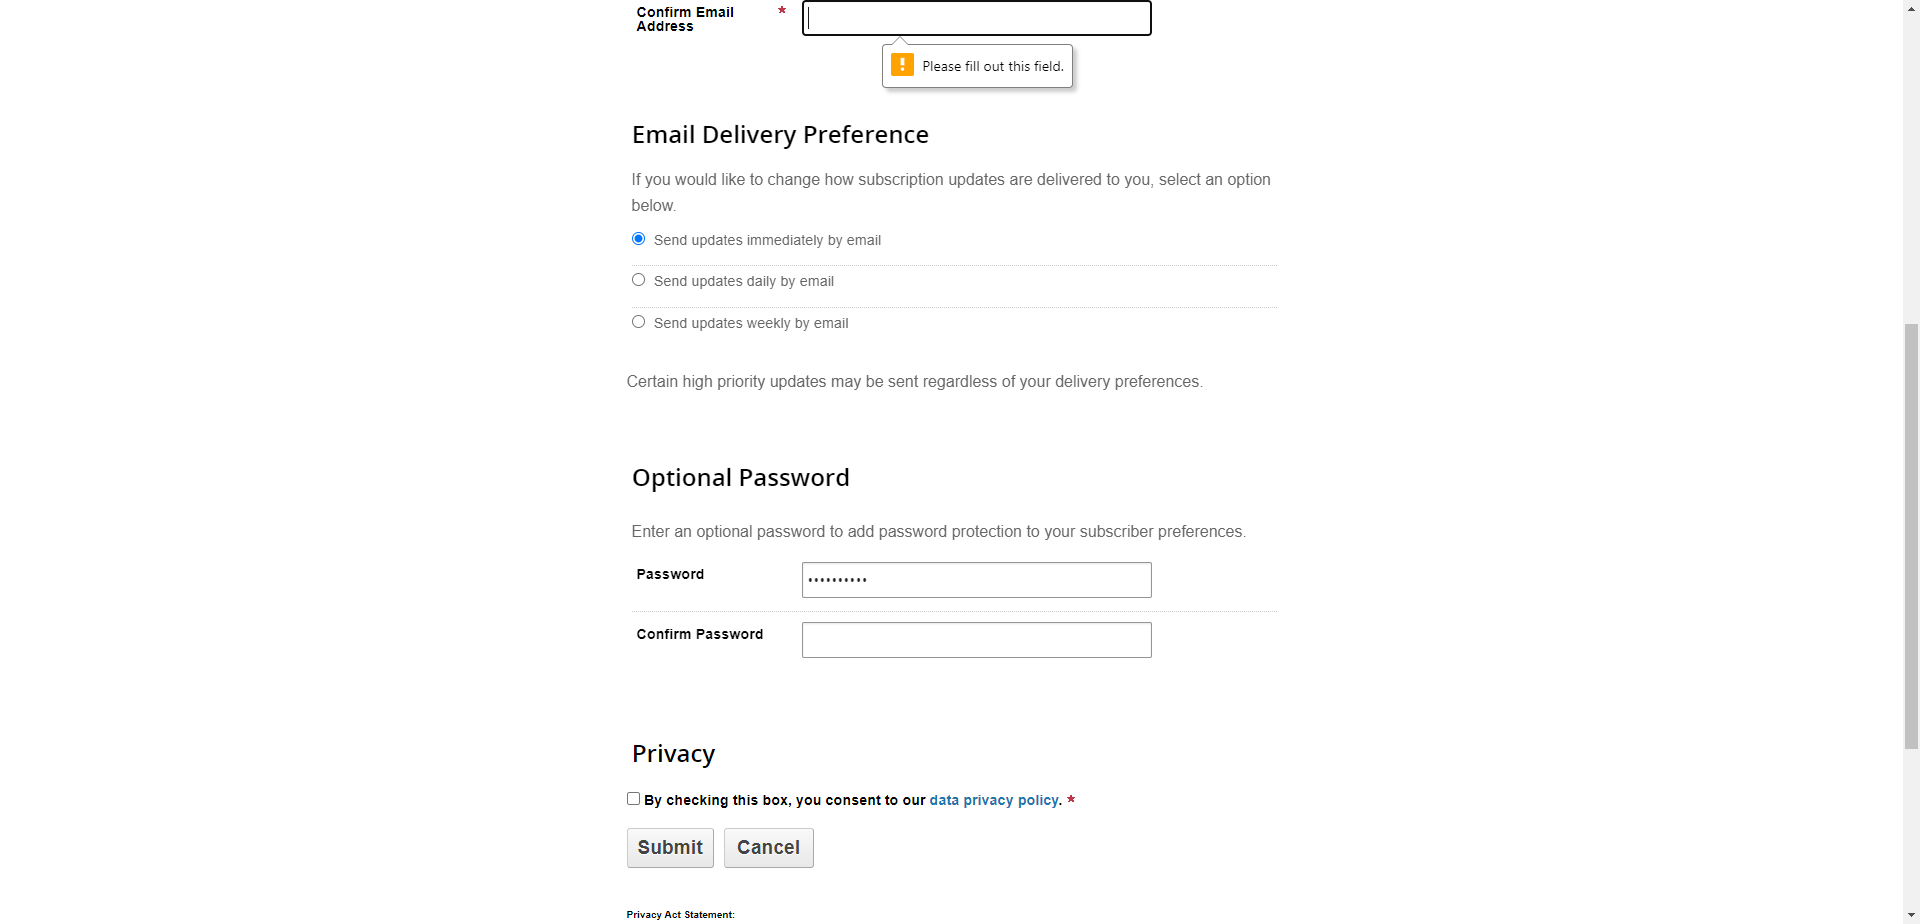 Confirm Email *
Address
! Please fill out this field.
Email Delivery Preference
If you would like to change how subscription updates are delivered to you, select an option
below.
Send updates immediately by email
Send updates daily by email
Send updates weekly by email
Certain high priority updates may be sent regardless of your delivery preferences.
Optional Password
Enter an optional password to add password protection to your subscriber preferences.
Password ••••••••••
Confirm Password
Privacy
By checking this box, you consent to our data privacy policy. *
Submit Cancel
Privacy Act Statement: